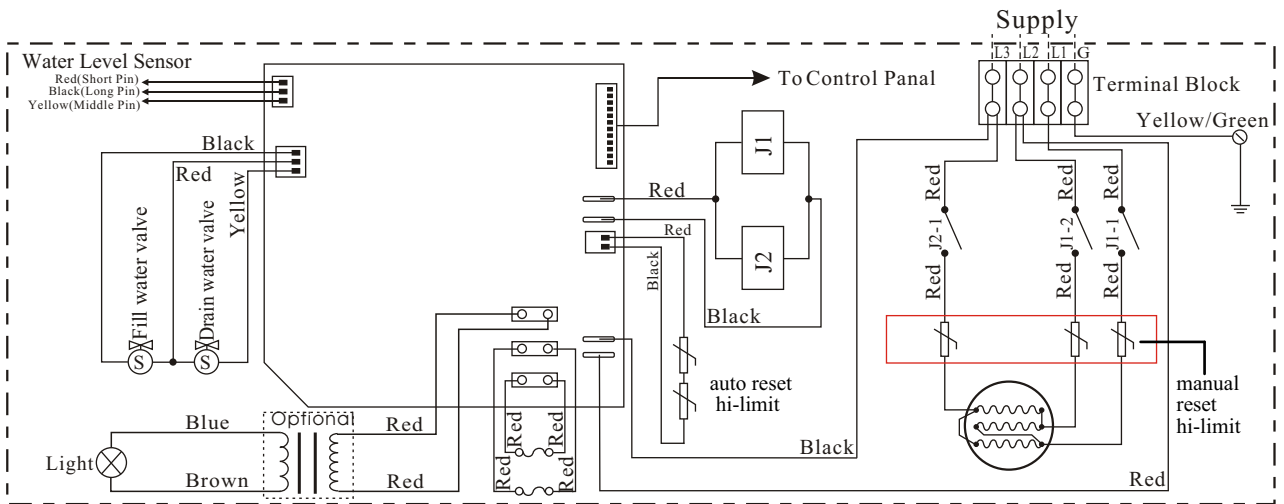 Supply
L3 L2 L1 G
Terminal Block
Yellow/Green
Water Level Sensor
Red(Short Pin)
Black(Long Pin)
Yellow(Middle Pin)
To Control Panal
Black
Red
Yellow
Fill water valve
Drain water valve
S
S
Red
J1
J2
Red
Black
Black
auto reset
hi-limit
Red
Red
Red
J2-1
J1-2
J1-1
Red
Red
Red
manual
reset
hi-limit
Optional
Blue
Red
Light
Brown
Red
Red
Red
Red
Red
Black
Red